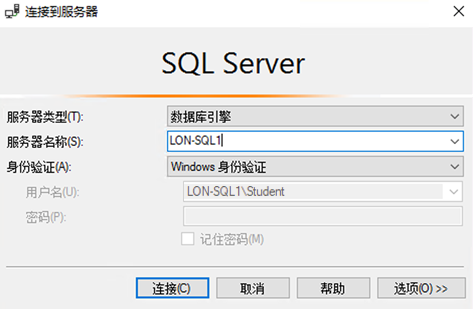 连接到服务器
SQL Server
服务器类型(T): 数据库引擎
服务器名称(S): LON-SQL1
身份验证(A): Windows 身份验证
用户名(U): LON-SQL1\Student
密码(P):
记住密码(M)
连接(C) 取消 帮助 选项(O) >>